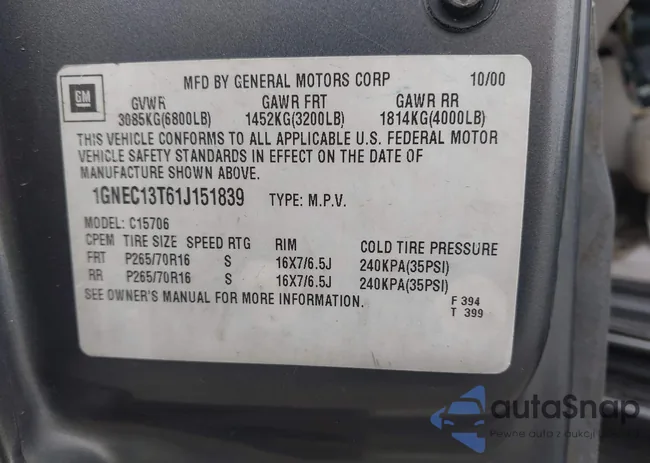 GM
MFD BY GENERAL MOTORS CORP 10/00
GVWR GAWR FRT GAWR RR
3085KG(6800LB) 1452KG(3200LB) 1814KG(4000LB)
THIS VEHICLE CONFORMS TO ALL APPLICABLE U.S. FEDERAL MOTOR
VEHICLE SAFETY STANDARDS IN EFFECT ON THE DATE OF
MANUFACTURE SHOWN ABOVE.
1GNEC13T61J151839 TYPE: M.P.V.
MODEL: C15706
CPEM TIRE SIZE SPEED RTG RIM COLD TIRE PRESSURE
FRT P265/70R16 S 16X7/6.5J 240KPA(35PSI)
RR P265/70R16 S 16X7/6.5J 240KPA(35PSI)
SEE OWNER'S MANUAL FOR MORE INFORMATION.
F 394
T 399
autaSnap
Pewne auta z aukcji